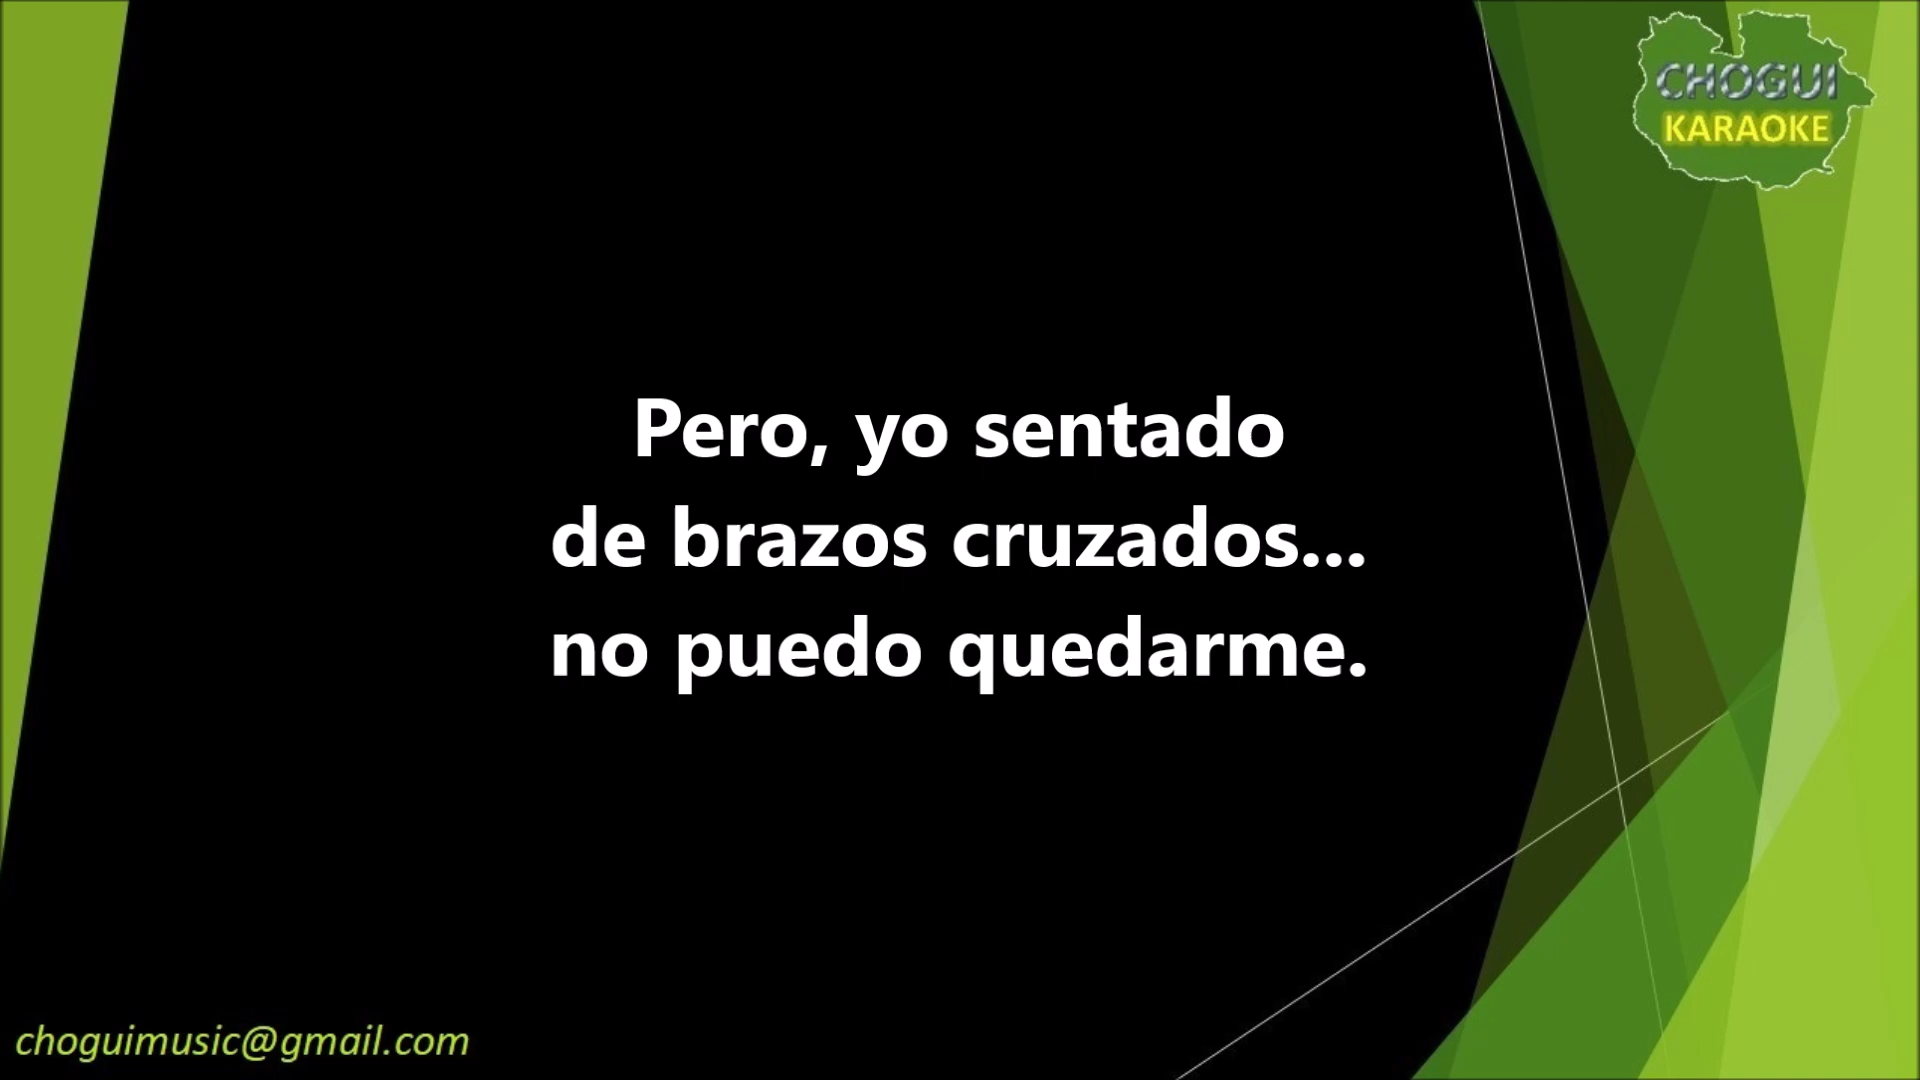 CHOGUI
KARAOKE
Pero, yo sentado
de brazos cruzados...
no puedo quedarme.
choguimusic@gmail.com